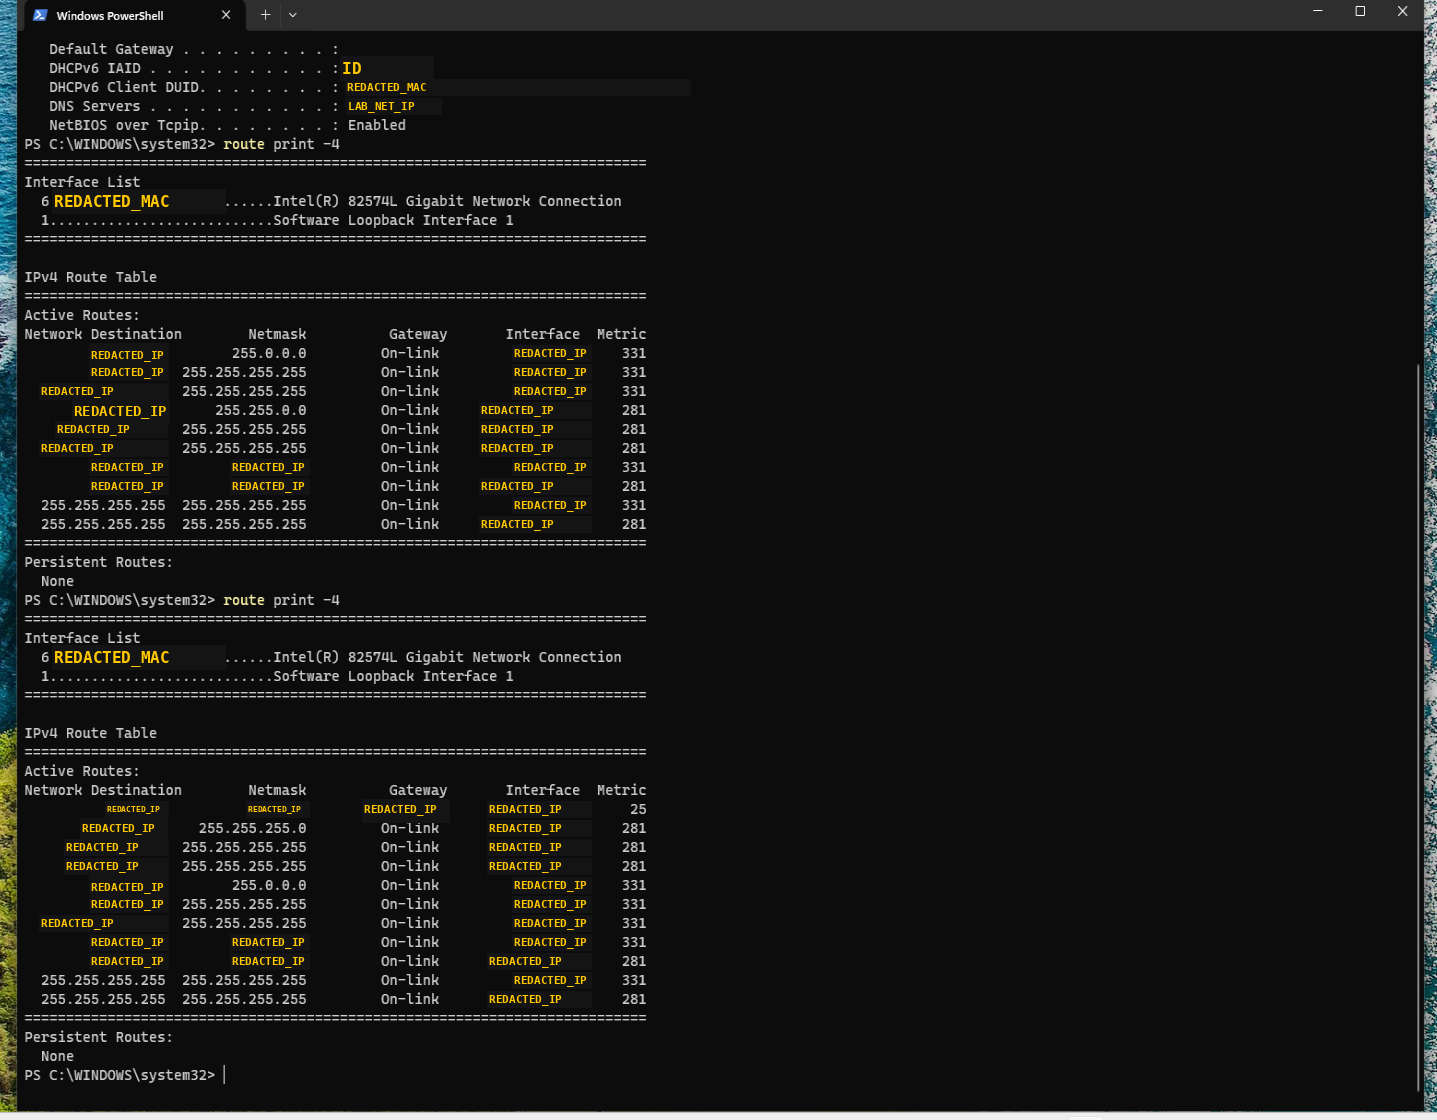 Windows PowerShell
Default Gateway . . . . . . . . . :
DHCPv6 IAID . . . . . . . . . . . : ID
DHCPv6 Client DUID. . . . . . . . : REDACTED_MAC
DNS Servers . . . . . . . . . . . : LAB_NET_IP
NetBIOS over Tcpip. . . . . . . . : Enabled
PS C:\WINDOWS\system32> route print -4
===========================================================================
Interface List
6 REDACTED_MAC ......Intel(R) 82574L Gigabit Network Connection
1...........................Software Loopback Interface 1
===========================================================================
IPv4 Route Table
===========================================================================
Active Routes:
Network Destination Netmask Gateway Interface Metric
REDACTED_IP 255.0.0.0 On-link REDACTED_IP 331
REDACTED_IP 255.255.255.255 On-link REDACTED_IP 331
REDACTED_IP 255.255.255.255 On-link REDACTED_IP 331
REDACTED_IP 255.255.0.0 On-link REDACTED_IP 281
REDACTED_IP 255.255.255.255 On-link REDACTED_IP 281
REDACTED_IP 255.255.255.255 On-link REDACTED_IP 281
REDACTED_IP REDACTED_IP On-link REDACTED_IP 331
REDACTED_IP REDACTED_IP On-link REDACTED_IP 281
255.255.255.255 255.255.255.255 On-link REDACTED_IP 331
255.255.255.255 255.255.255.255 On-link REDACTED_IP 281
===========================================================================
Persistent Routes:
None
PS C:\WINDOWS\system32> route print -4
===========================================================================
Interface List
6 REDACTED_MAC ......Intel(R) 82574L Gigabit Network Connection
1...........................Software Loopback Interface 1
===========================================================================
IPv4 Route Table
===========================================================================
Active Routes:
Network Destination Netmask Gateway Interface Metric
REDACTED_IP REDACTED_IP REDACTED_IP REDACTED_IP 25
REDACTED_IP 255.255.255.0 On-link REDACTED_IP 281
REDACTED_IP 255.255.255.255 On-link REDACTED_IP 281
REDACTED_IP 255.255.255.255 On-link REDACTED_IP 281
REDACTED_IP 255.0.0.0 On-link REDACTED_IP 331
REDACTED_IP 255.255.255.255 On-link REDACTED_IP 331
REDACTED_IP 255.255.255.255 On-link REDACTED_IP 331
REDACTED_IP REDACTED_IP On-link REDACTED_IP 331
REDACTED_IP REDACTED_IP On-link REDACTED_IP 281
255.255.255.255 255.255.255.255 On-link REDACTED_IP 331
255.255.255.255 255.255.255.255 On-link REDACTED_IP 281
===========================================================================
Persistent Routes:
None
PS C:\WINDOWS\system32>